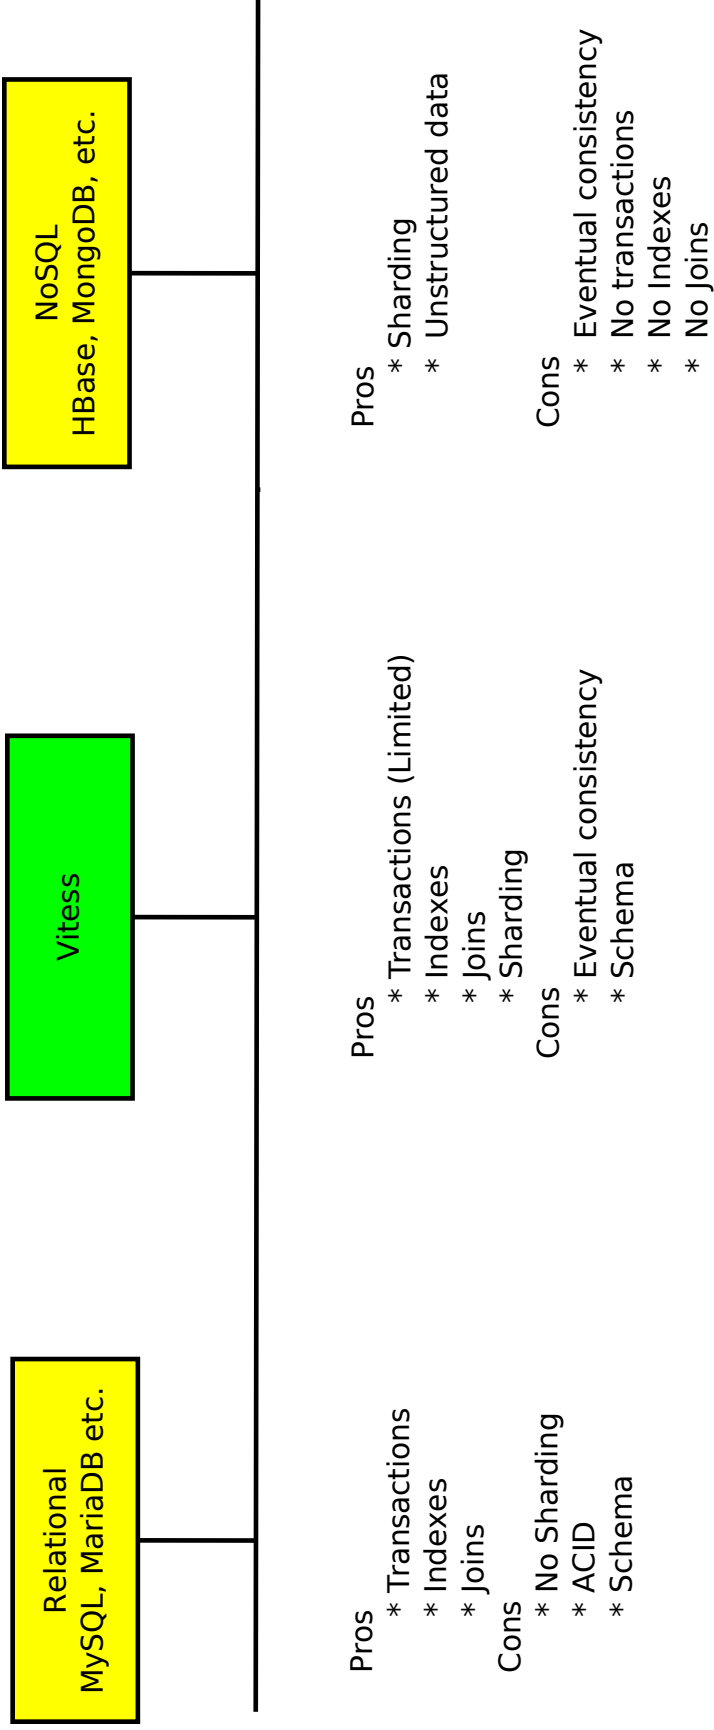 Relational
MySQL, MariaDB etc.
Vitess
NoSQL
HBase, MongoDB, etc.
Pros
* Transactions
* Indexes
* Joins
Cons
* No Sharding
* ACID
* Schema
Pros
* Transactions (Limited)
* Indexes
* Joins
* Sharding
Cons
* Eventual consistency
* Schema
Pros
* Sharding
* Unstructured data
Cons
* Eventual consistency
* No transactions
* No Indexes
* No Joins